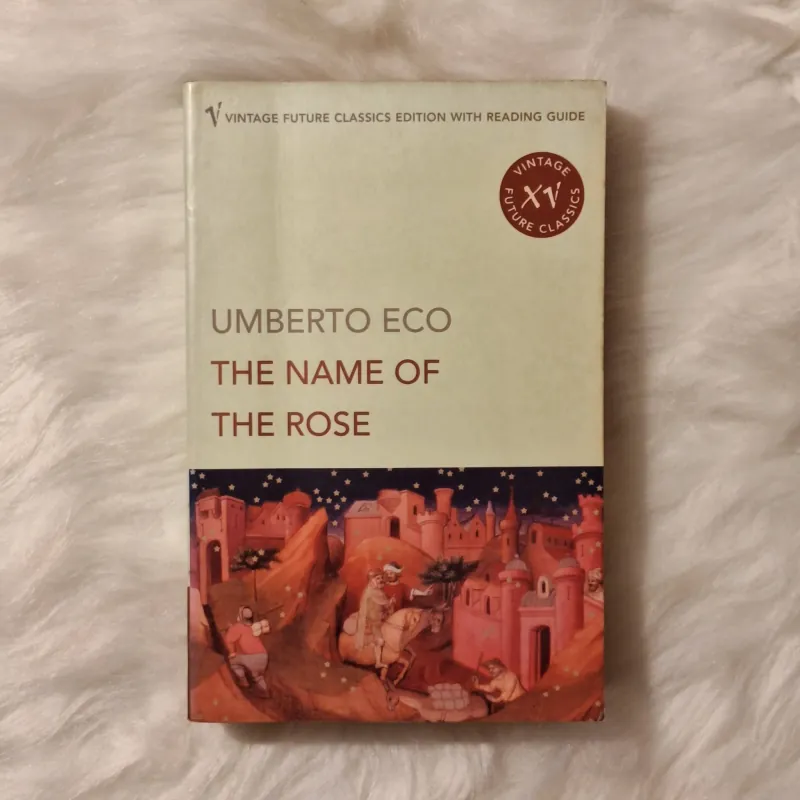 V VINTAGE FUTURE CLASSICS EDITION WITH READING GUIDE
VINTAGE
XV
FUTURE CLASSICS
UMBERTO ECO
THE NAME OF
THE ROSE